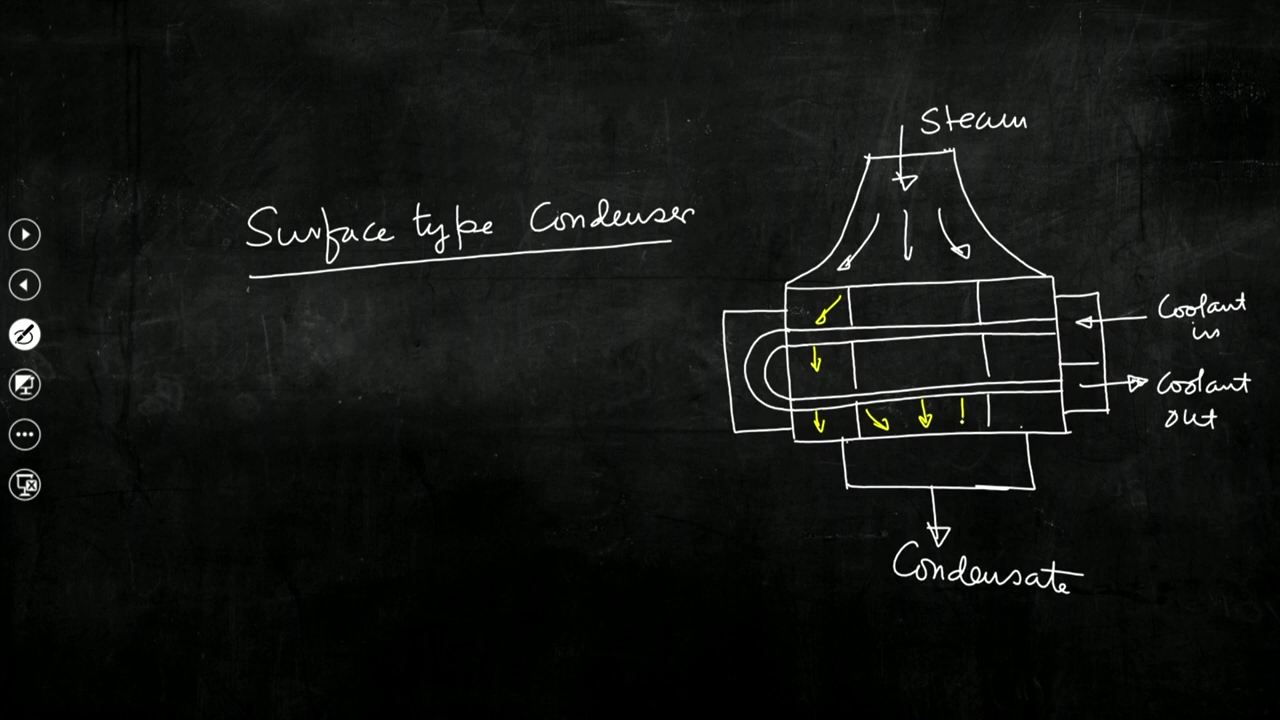 Steam
Surface type Condenser
Coolant
in
Coolant
out
Condensate